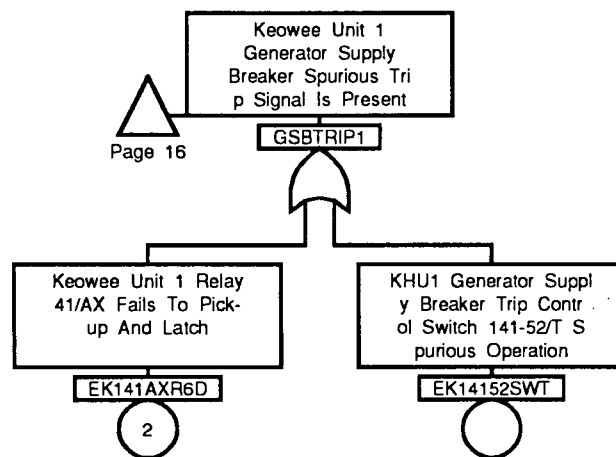 Keowee Unit 1
Generator Supply
Breaker Spurious Tri
p Signal Is Present
Page 16
GSBTRIP1
Keowee Unit 1 Relay
41/AX Fails To Pick-
up And Latch
EK141AXR6D
2
KHU1 Generator Suppl
y Breaker Trip Contr
ol Switch 141-52/T S
purious Operation
EK14152SWT